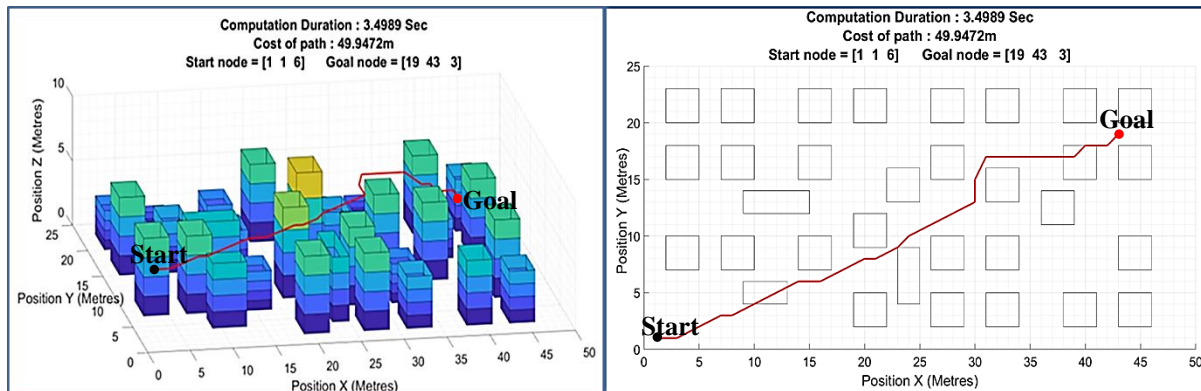 Computation Duration : 3.4989 Sec
Cost of path : 49.9472m
Start node = [1 1 6] Goal node = [19 43 3]
10
5
0
Position Z (Metres)
25
20
15
10
5
0
Position Y (Metres)
Start
Goal
0
5
10
15
20
25
30
35
40
45
50
Position X (Metres)
Computation Duration : 3.4989 Sec
Cost of path : 49.9472m
Start node = [1 1 6] Goal node = [19 43 3]
25
20
15
10
5
0
Position Y (Metres)
Goal
Start
0
5
10
15
20
25
30
35
40
45
50
Position X (Metres)